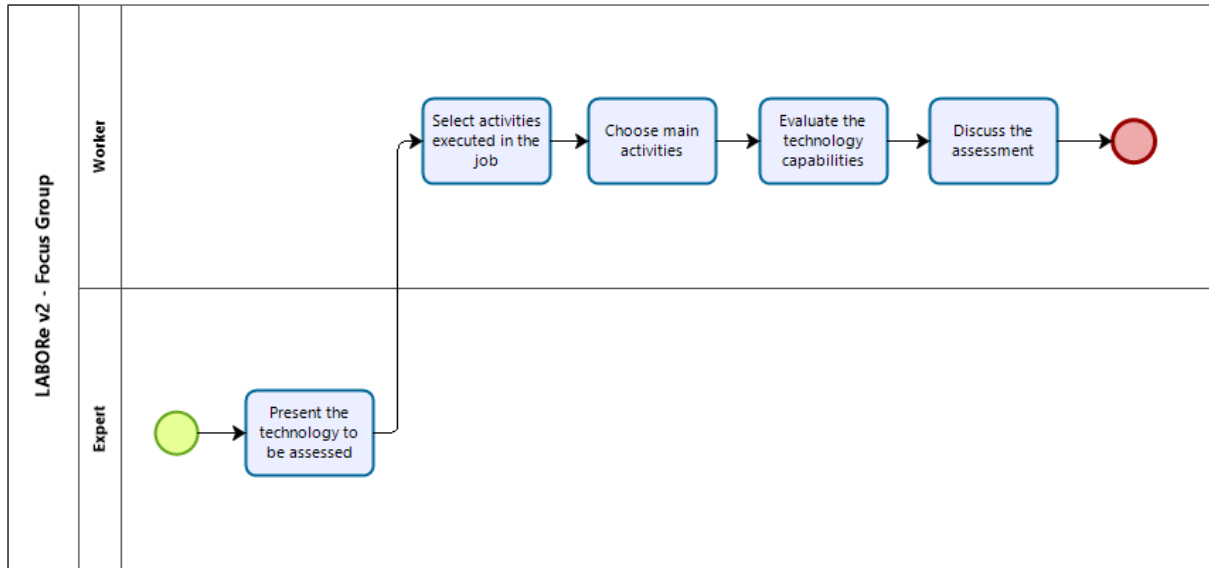 LABORe v2 - Focus Group
Worker
Select activities
executed in the
job
Choose main
activities
Evaluate the
technology
capabilities
Discuss the
assessment
Expert
Present the
technology to
be assessed